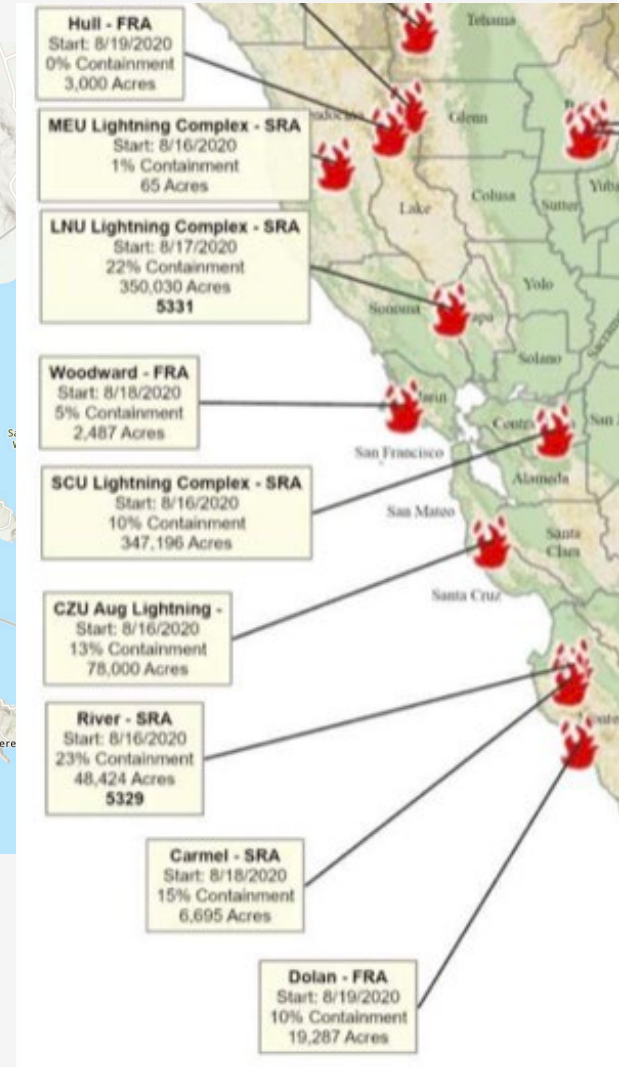 Hull - FRA
Start: 8/19/2020
0% Containment
3,000 Acres
MEU Lightning Complex - SRA
Start: 8/16/2020
1% Containment
65 Acres
LNU Lightning Complex - SRA
Start: 8/17/2020
22% Containment
350,030 Acres
5331
Woodward - FRA
Start: 8/18/2020
5% Containment
2,487 Acres
SCU Lightning Complex - SRA
Start: 8/16/2020
10% Containment
347,196 Acres
CZU Aug Lightning -
Start: 8/16/2020
13% Containment
78,000 Acres
River - SRA
Start: 8/16/2020
23% Containment
48,424 Acres
5329
Carmel - SRA
Start: 8/18/2020
15% Containment
6,695 Acres
Dolan - FRA
Start: 8/19/2020
10% Containment
19,287 Acres
Tehama
Glenn
Colusa
Lake
Sutter
Yuba
Yolo
Sonoma
Solano
San Francisco
Alameda
San Mateo
Santa
Clara
Santa Cruz